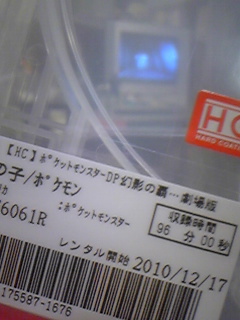 HC
HARD COATI
【HC】ポケットモンスターDP幻影の覇…劇場版
の子/ポケモン
:ポケットモンスター
6061R
収録時間
96 分 00 秒
レンタル開始 2010/12/17
175587-1676